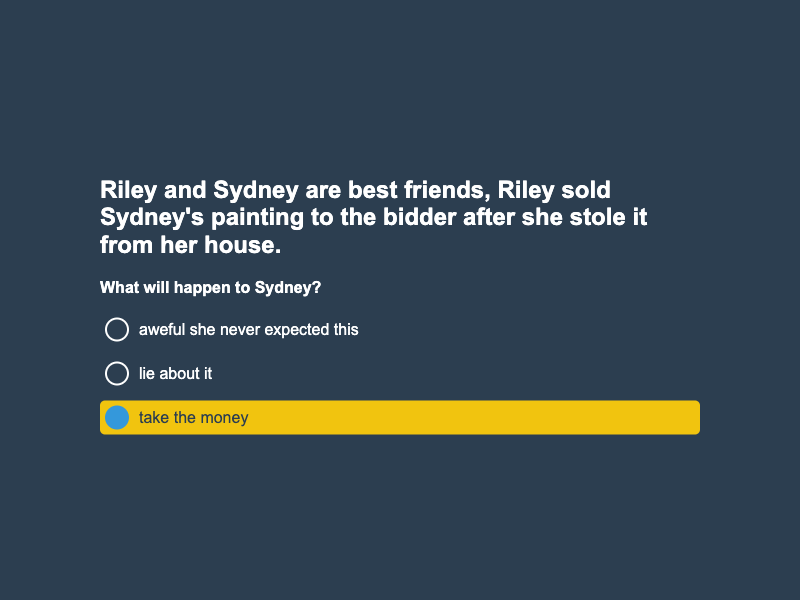 Riley and Sydney are best friends, Riley sold
Sydney's painting to the bidder after she stole it
from her house.
What will happen to Sydney?
aweful she never expected this
lie about it
take the money